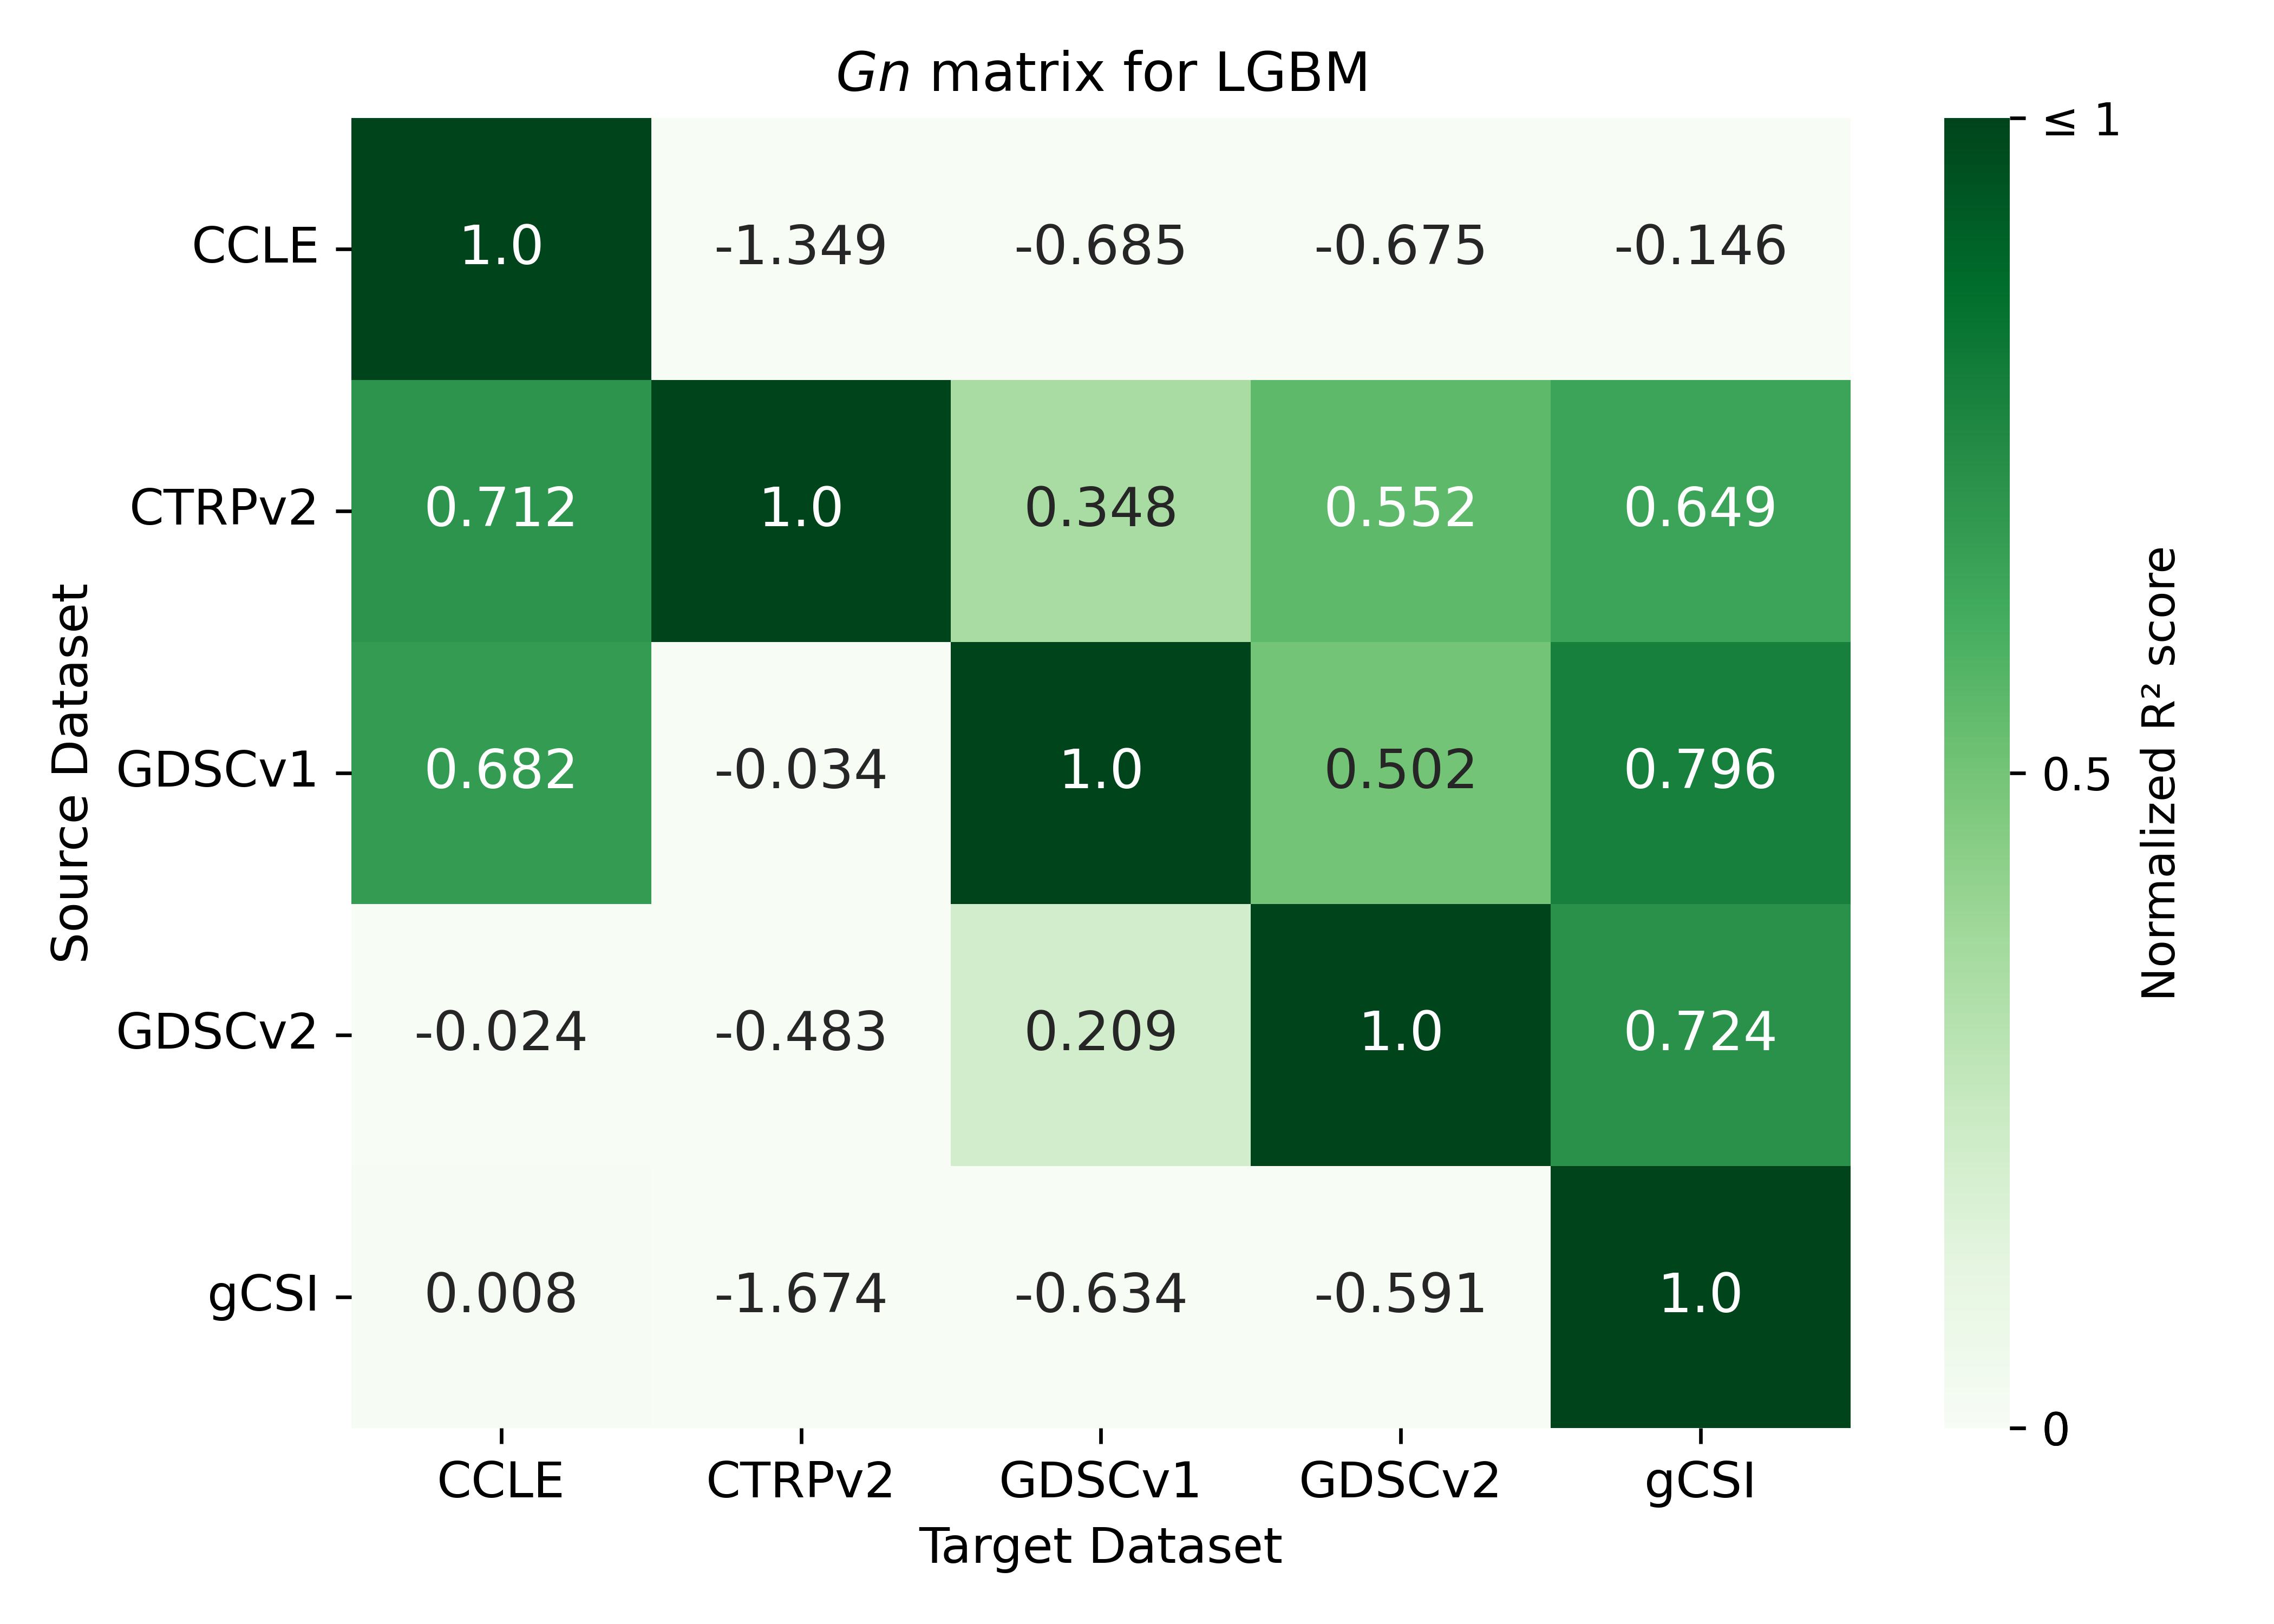 Gn matrix for LGBM
≤ 1
CCLE 1.0 -1.349 -0.685 -0.675 -0.146
CTRPv2 0.712 1.0 0.348 0.552 0.649
GDSCv1 0.682 -0.034 1.0 0.502 0.796
0.5
GDSCv2 -0.024 -0.483 0.209 1.0 0.724
gCSI 0.008 -1.674 -0.634 -0.591 1.0
0
CCLE CTRPv2 GDSCv1 GDSCv2 gCSI
Target Dataset
Source Dataset
Normalized R² score